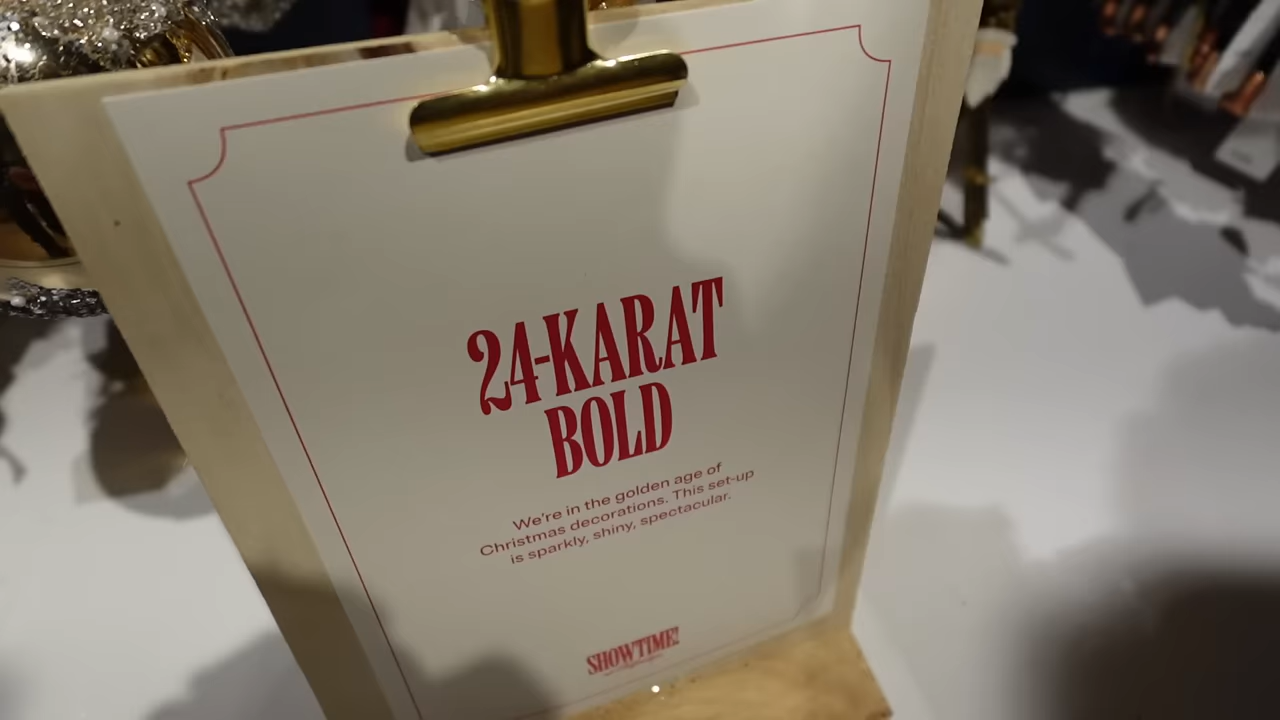 24-KARAT
BOLD
We're in the golden age of
Christmas decorations. This set-up
is sparkly, shiny, spectacular.
SHOWTIME!